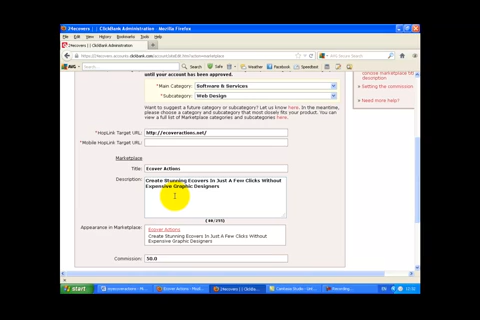 24ecovers || ClickBank Administration - Mozilla Firefox
File Edit View History Bookmarks Tools Help
24ecovers || ClickBank Administration
AVG Search Safe Weather Facebook Speedtest
until your account has been approved.
*Main Category: Software & Services
*Subcategory: Web Design
Want to suggest a future category or subcategory? Let us know here. In the meantime,
please choose a category and subcategory that most closely fits your product. You can
view a full list of Marketplace categories and subcategories here.
*HopLink Target URL: http://ecoveractions.net/
*Mobile HopLink Target URL:
Marketplace
Title: Ecover Actions
Description: Create Stunning Ecovers In Just A Few Clicks Without
Expensive Graphic Designers
Appearance in Marketplace: Ecover Actions
Create Stunning Ecovers In Just A Few Clicks Without
Expensive Graphic Designers
Commission: 50.0
description
Setting the commission
need more help?
start
EN